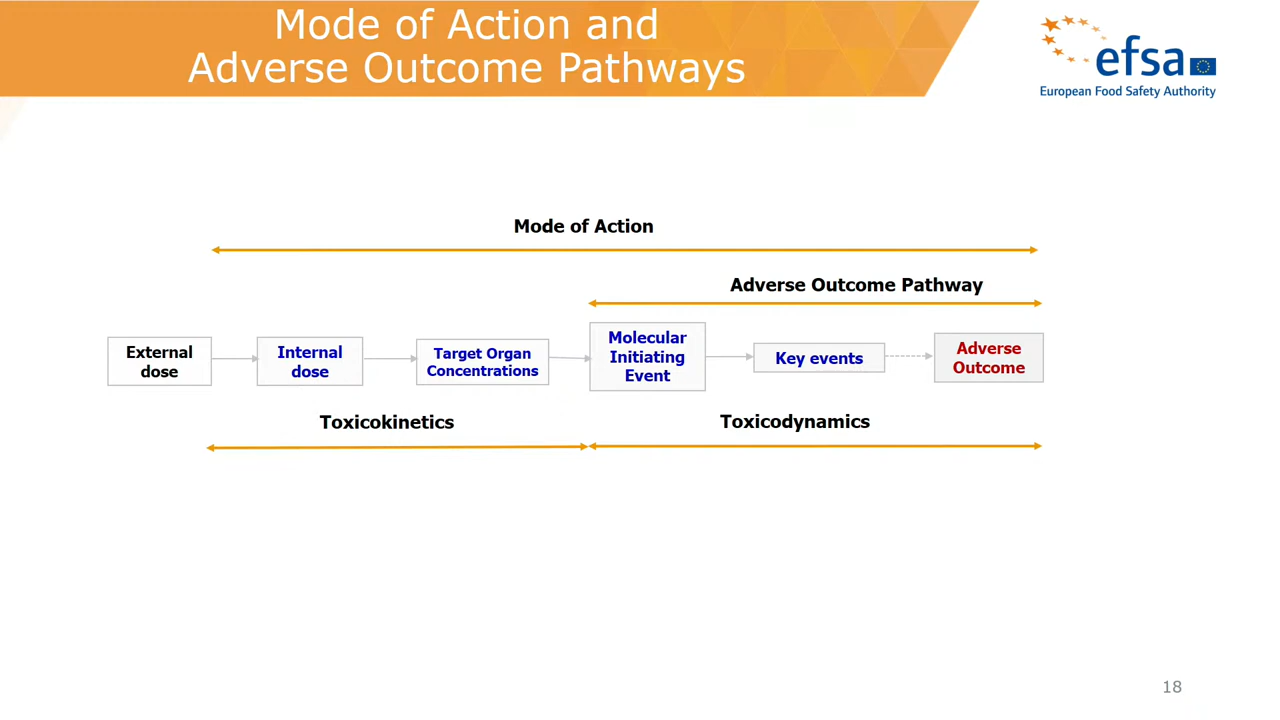 Mode of Action and
Adverse Outcome Pathways
efsa
European Food Safety Authority
Mode of Action
Adverse Outcome Pathway
External
dose
Internal
dose
Target Organ
Concentrations
Molecular
Initiating
Event
Key events
Adverse
Outcome
Toxicokinetics
Toxicodynamics
18